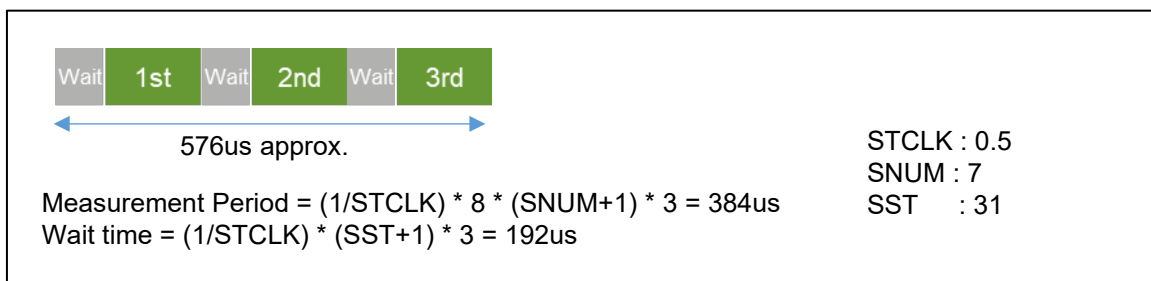 Wait 1st Wait 2nd Wait 3rd
576us approx.
STCLK : 0.5
SNUM : 7
SST : 31
Measurement Period = (1/STCLK) * 8 * (SNUM+1) * 3 = 384us
Wait time = (1/STCLK) * (SST+1) * 3 = 192us